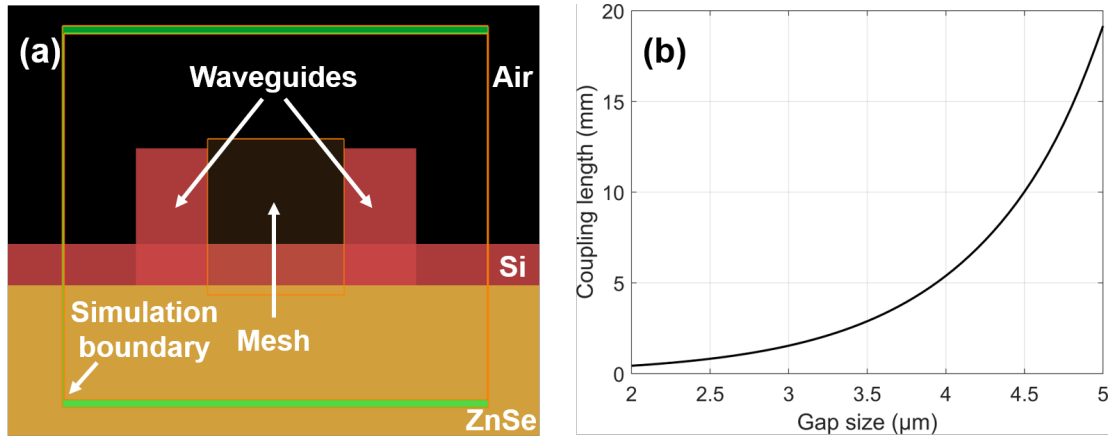 (a)
Waveguides
Air
Si
Simulation
boundary
Mesh
ZnSe
(b)
Coupling length (mm)
20
15
10
5
0
2
2.5
3
3.5
4
4.5
5
Gap size (μm)